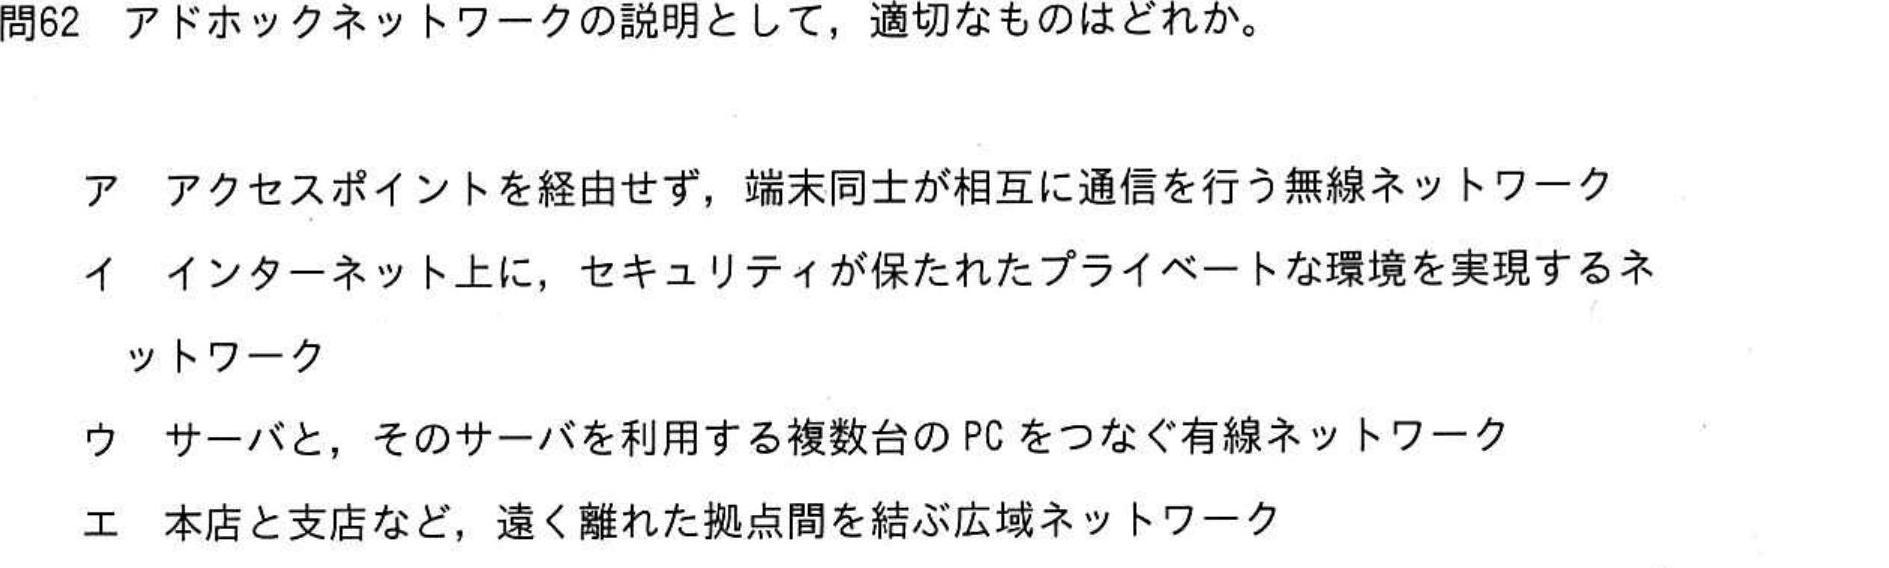 問62　アドホックネットワークの説明として，適切なものはどれか。
ア　アクセスポイントを経由せず，端末同士が相互に通信を行う無線ネットワーク
イ　インターネット上に，セキュリティが保たれたプライベートな環境を実現するネ
ットワーク
ウ　サーバと，そのサーバを利用する複数台の PC をつなぐ有線ネットワーク
エ　本店と支店など，遠く離れた拠点間を結ぶ広域ネットワーク